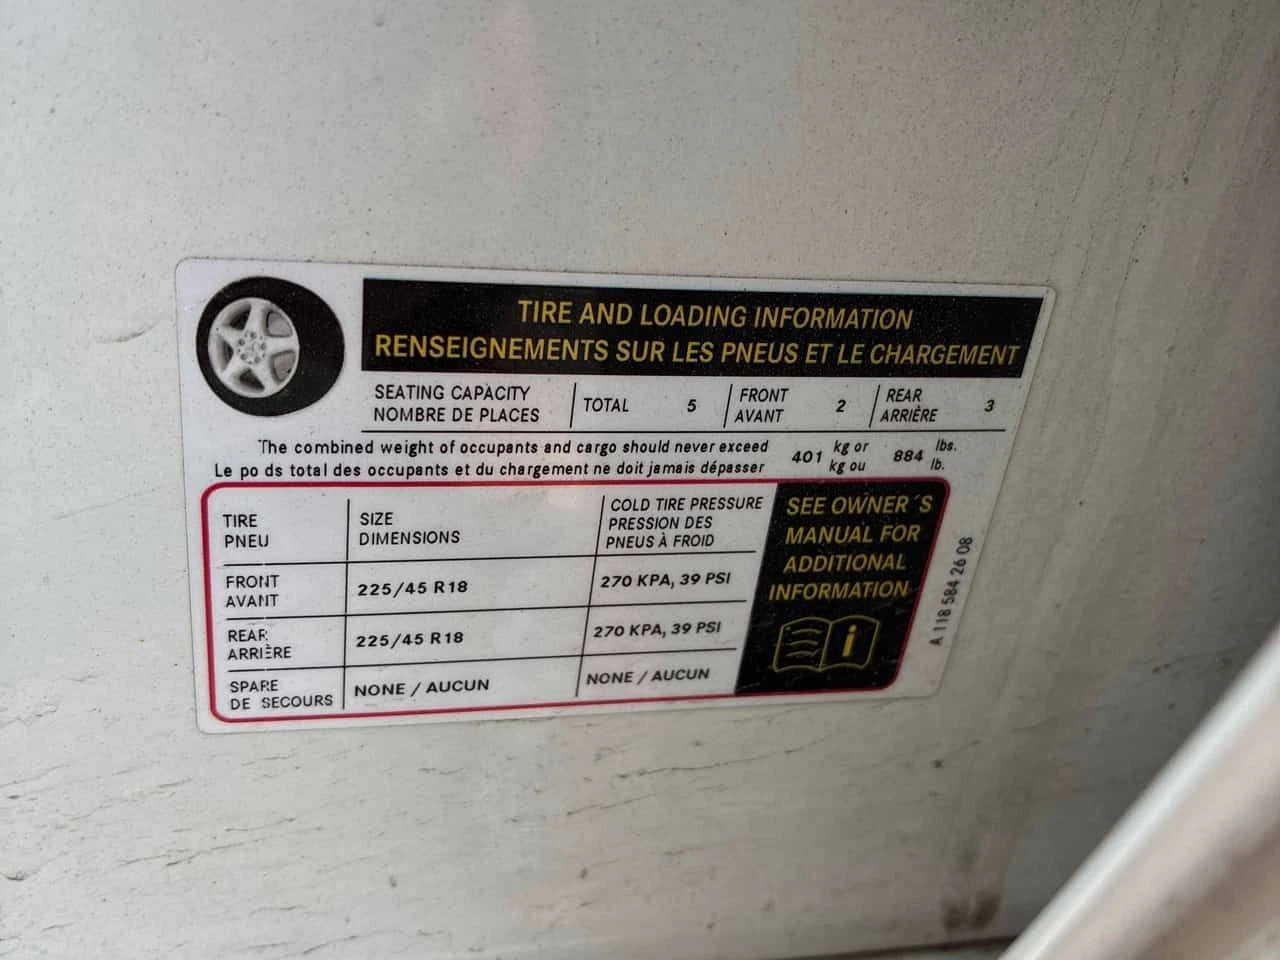 TIRE AND LOADING INFORMATION
RENSEIGNEMENTS SUR LES PNEUS ET LE CHARGEMENT
SEATING CAPACITY
NOMBRE DE PLACES
TOTAL 5
FRONT
AVANT
2
REAR
ARRIÈRE
3
The combined weight of occupants and cargo should never exceed
Le po ds total des occupants et du chargement ne doit jamais dépasser
401
kg or
kg ou
884
lbs.
lb.
TIRE
PNEU
SIZE
DIMENSIONS
COLD TIRE PRESSURE
PRESSION DES
PNEUS À FROID
FRONT
AVANT
225/45 R18
270 KPA, 39 PSI
REAR
ARRIÈRE
225/45 R18
270 KPA, 39 PSI
SPARE
DE SECOURS
NONE / AUCUN
NONE / AUCUN
SEE OWNER´S
MANUAL FOR
ADDITIONAL
INFORMATION
i
A 118 584 26 08